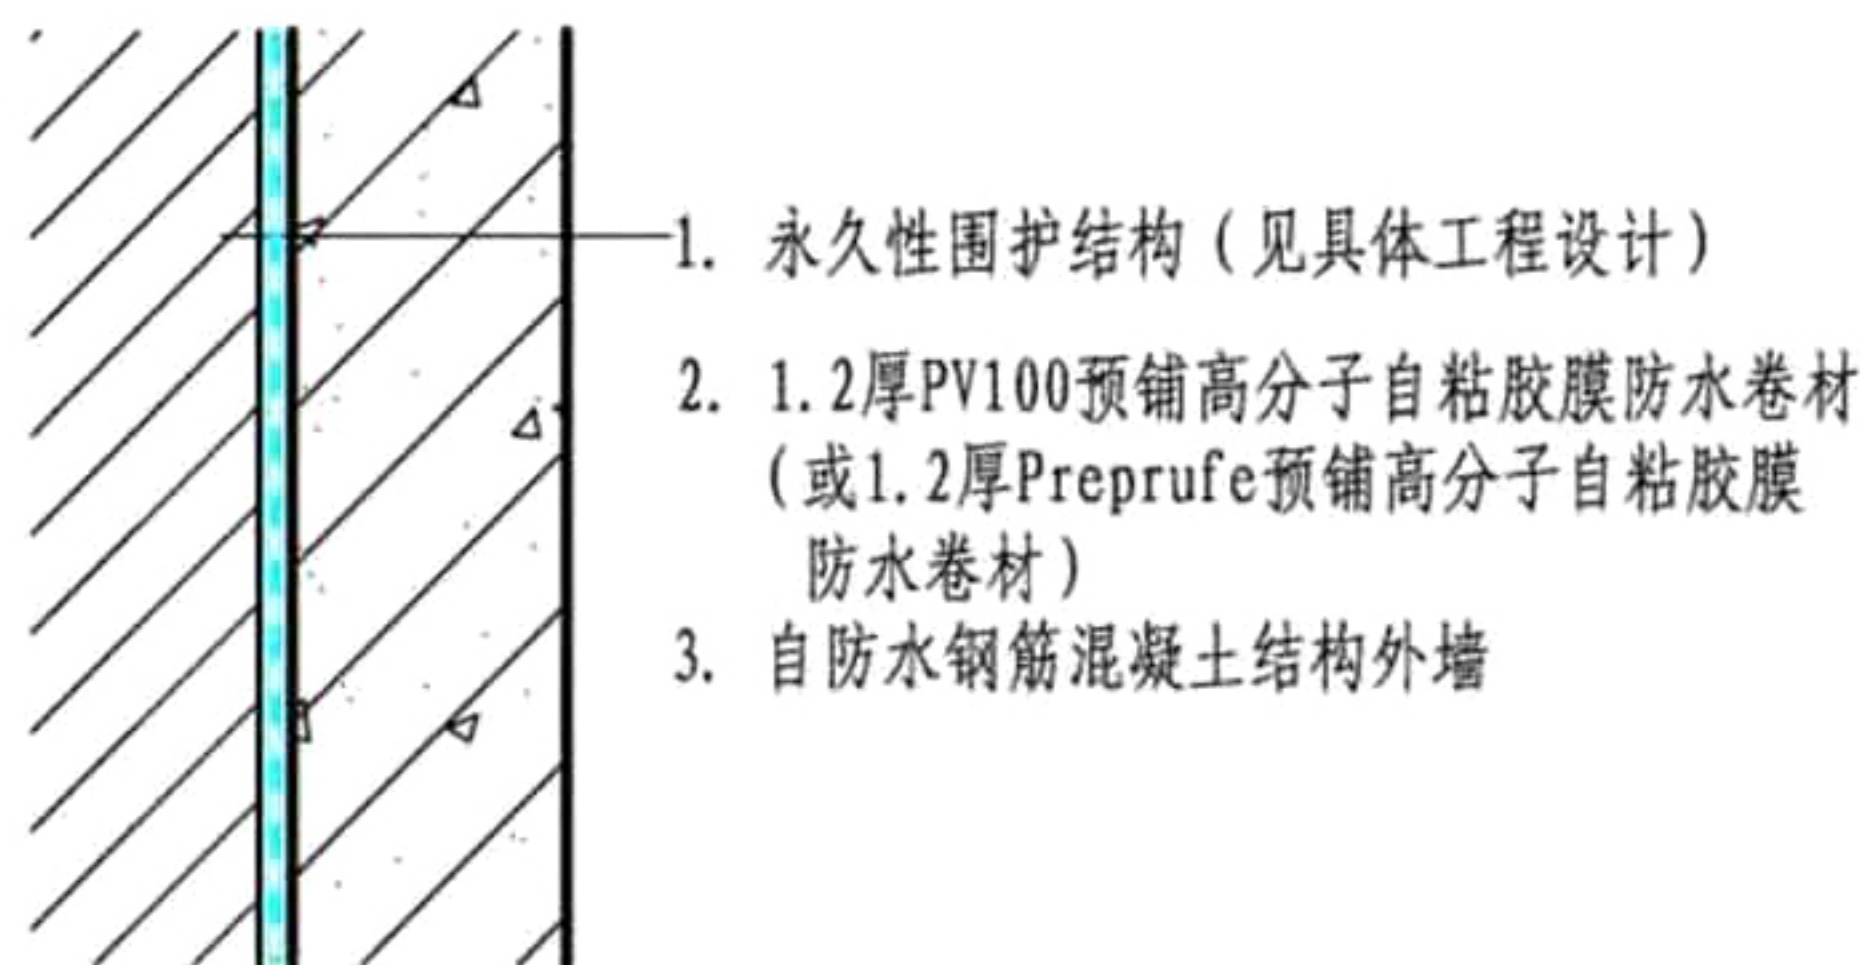 1. 永久性围护结构(见具体工程设计)
2. 1.2厚PV100预铺高分子自粘胶膜防水卷材
(或1.2厚Preprufe预铺高分子自粘胶膜
防水卷材)
3. 自防水钢筋混凝土结构外墙